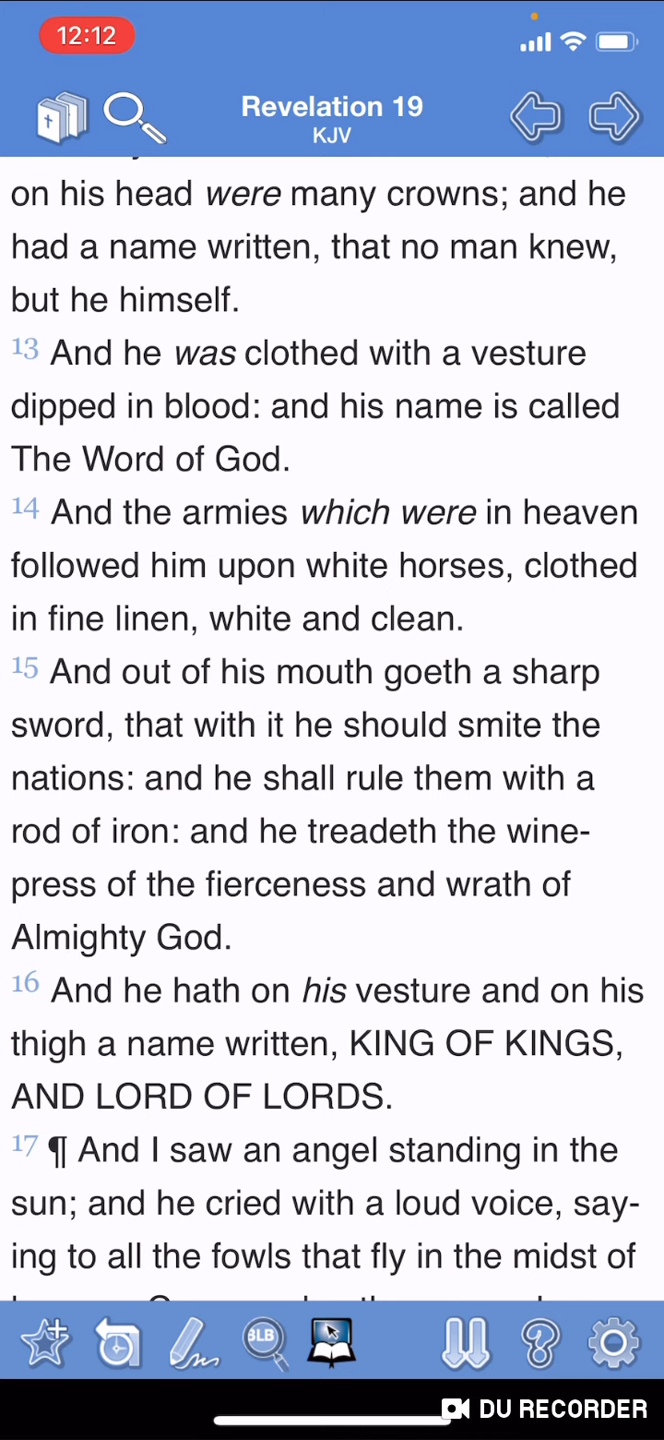 12:12
Revelation 19
KJV
on his head were many crowns; and he
had a name written, that no man knew,
but he himself.
13 And he was clothed with a vesture
dipped in blood: and his name is called
The Word of God.
14 And the armies which were in heaven
followed him upon white horses, clothed
in fine linen, white and clean.
15 And out of his mouth goeth a sharp
sword, that with it he should smite the
nations: and he shall rule them with a
rod of iron: and he treadeth the wine-
press of the fierceness and wrath of
Almighty God.
16 And he hath on his vesture and on his
thigh a name written, KING OF KINGS,
AND LORD OF LORDS.
17 ¶ And I saw an angel standing in the
sun; and he cried with a loud voice, say-
ing to all the fowls that fly in the midst of
BLB
DU RECORDER